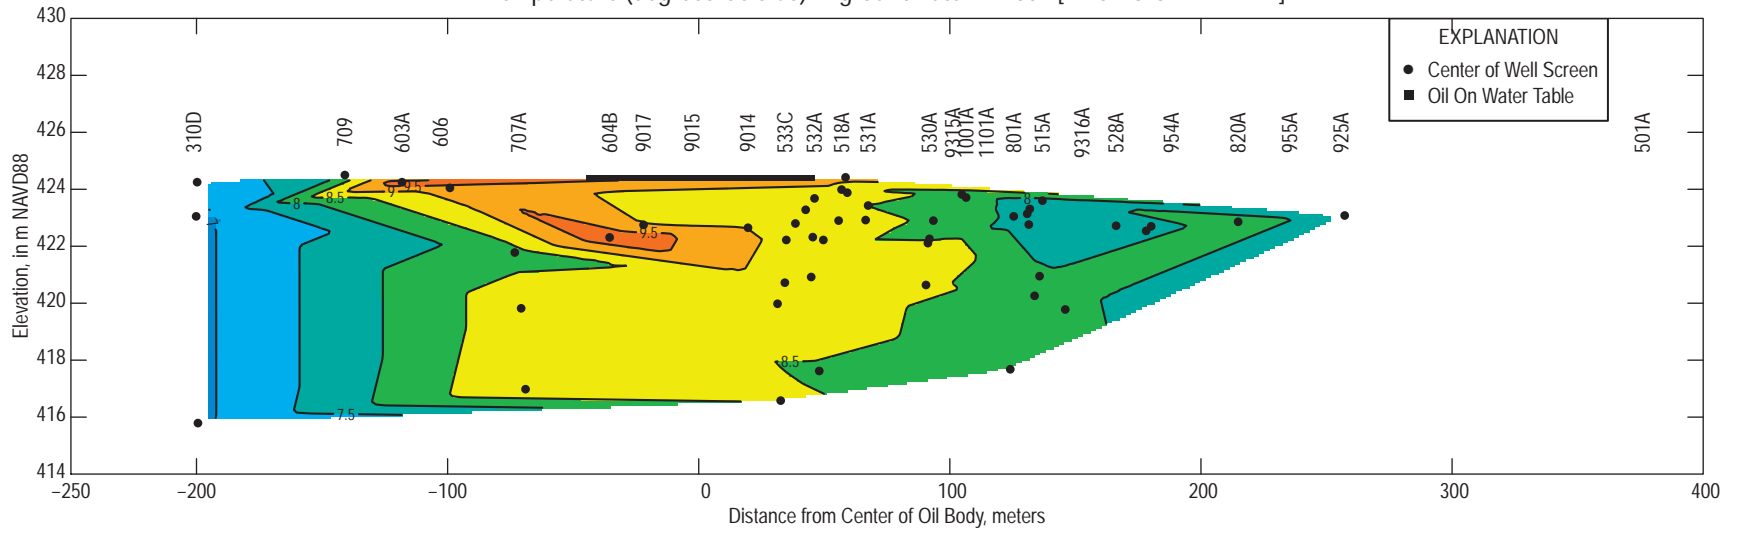 430
428
426
424
422
420
418
416
414
Elevation, in m NAVD88
−250
−200
−100
0
100
200
300
400
Distance from Center of Oil Body, meters
EXPLANATION
Center of Well Screen
Oil On Water Table
310D
709
603A
606
707A
604B
9017
9015
9014
533C
532A
518A
531A
530A
9315A
1001A
1101A
801A
515A
9316A
528A
954A
820A
955A
925A
501A
9
9.5
8.5
8
9.5
8
8.5
7.5